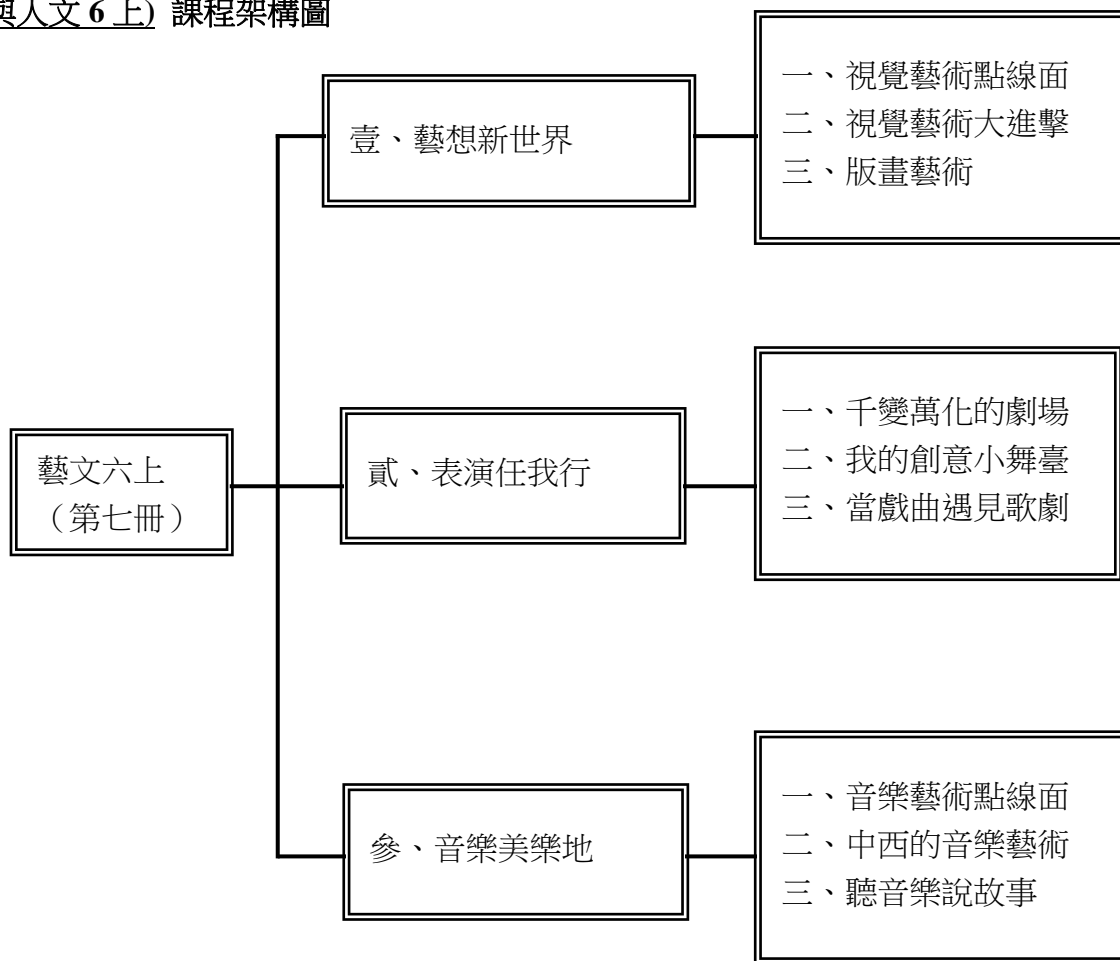 與人文 6 上) 課程架構圖
壹、藝想新世界
一、視覺藝術點線面
二、視覺藝術大進擊
三、版畫藝術
藝文六上
（第七冊）
貳、表演任我行
一、千變萬化的劇場
二、我的創意小舞臺
三、當戲曲遇見歌劇
參、音樂美樂地
一、音樂藝術點線面
二、中西的音樂藝術
三、聽音樂說故事